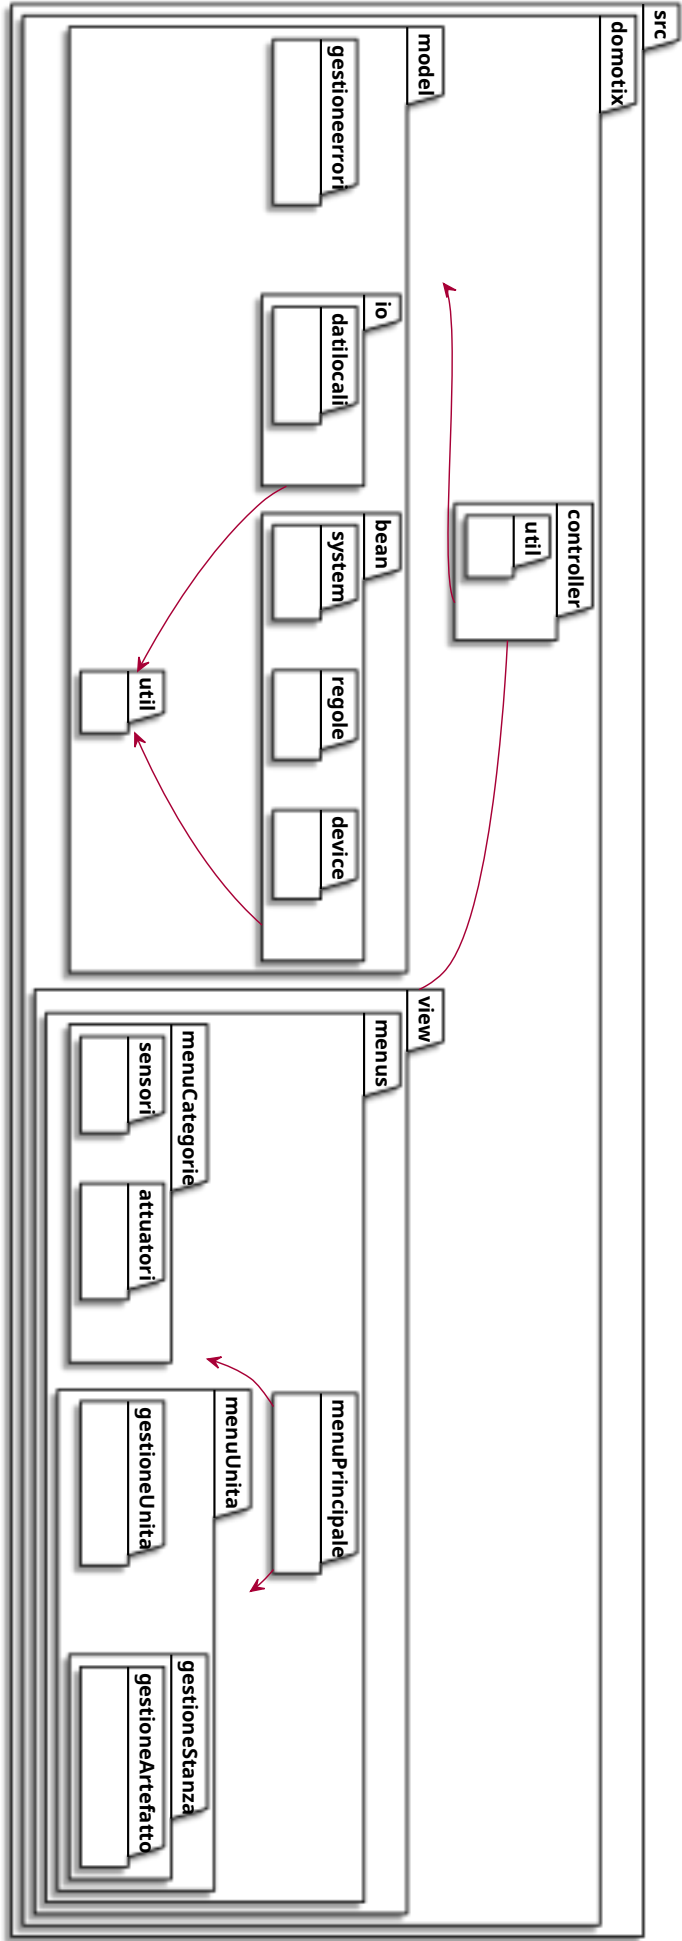 src
domotix
controller
util
model
gestioneerrori
io
datilocali
bean
system
regole
device
util
view
menus
menuPrincipale
menuCategorie
sensori
attuatori
menuUnita
gestioneUnita
gestioneStanza
gestioneArtefatto